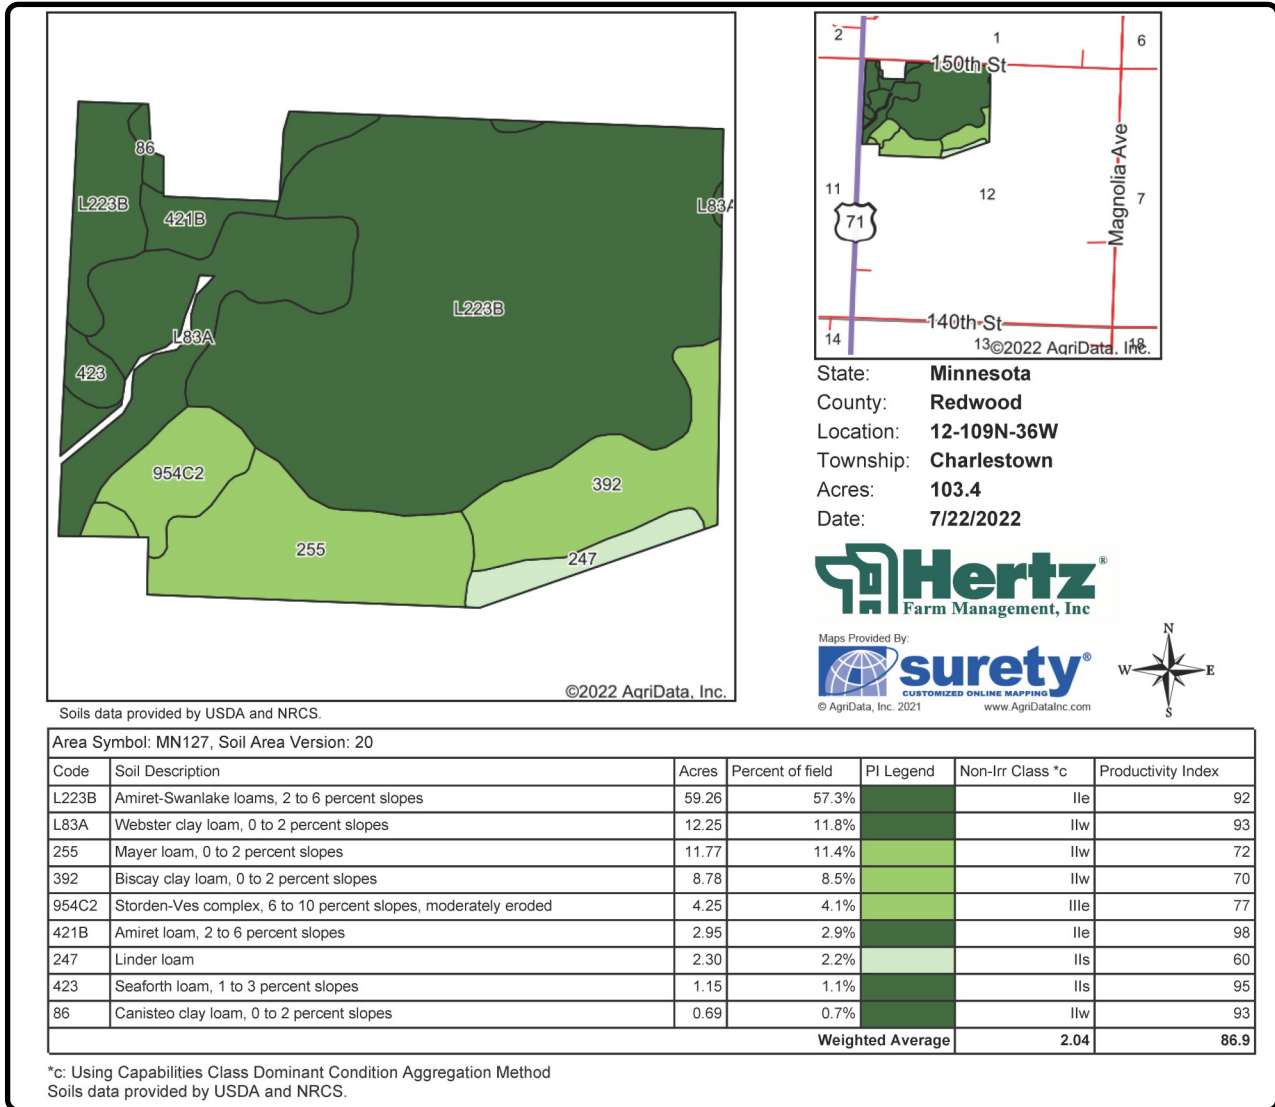 86
L223B
421B
L83A
L223B
L83A
423
954C2
392
255
247
©2022 AgriData, Inc.
2
1
6
150th St
11
12
7
Magnolia Ave
71
140th St
14
13
18
©2022 AgriData, Inc.
State: Minnesota
County: Redwood
Location: 12-109N-36W
Township: Charlestown
Acres: 103.4
Date: 7/22/2022
Hertz®
Farm Management, Inc
Maps Provided By:
surety®
CUSTOMIZED ONLINE MAPPING
© AgriData, Inc. 2021 www.AgriDataInc.com
N
W E
S
Soils data provided by USDA and NRCS.
Area Symbol: MN127, Soil Area Version: 20
Code Soil Description Acres Percent of field PI Legend Non-Irr Class *c Productivity Index
L223B Amiret-Swanlake loams, 2 to 6 percent slopes 59.26 57.3% IIe 92
L83A Webster clay loam, 0 to 2 percent slopes 12.25 11.8% IIw 93
255 Mayer loam, 0 to 2 percent slopes 11.77 11.4% IIw 72
392 Biscay clay loam, 0 to 2 percent slopes 8.78 8.5% IIw 70
954C2 Storden-Ves complex, 6 to 10 percent slopes, moderately eroded 4.25 4.1% IIIe 77
421B Amiret loam, 2 to 6 percent slopes 2.95 2.9% IIe 98
247 Linder loam 2.30 2.2% IIs 60
423 Seaforth loam, 1 to 3 percent slopes 1.15 1.1% IIs 95
86 Canisteo clay loam, 0 to 2 percent slopes 0.69 0.7% IIw 93
Weighted Average 2.04 86.9
*c: Using Capabilities Class Dominant Condition Aggregation Method
Soils data provided by USDA and NRCS.